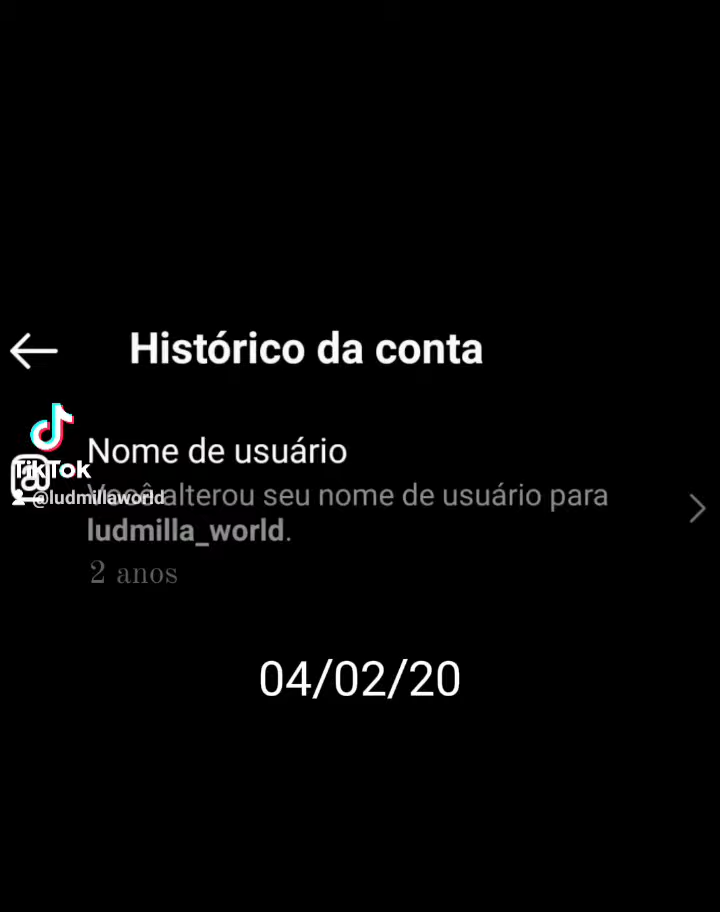 Histórico da conta
Nome de usuário
TikTok
@ludmillaworld
Você alterou seu nome de usuário para
ludmilla_world.
2 anos
04/02/20